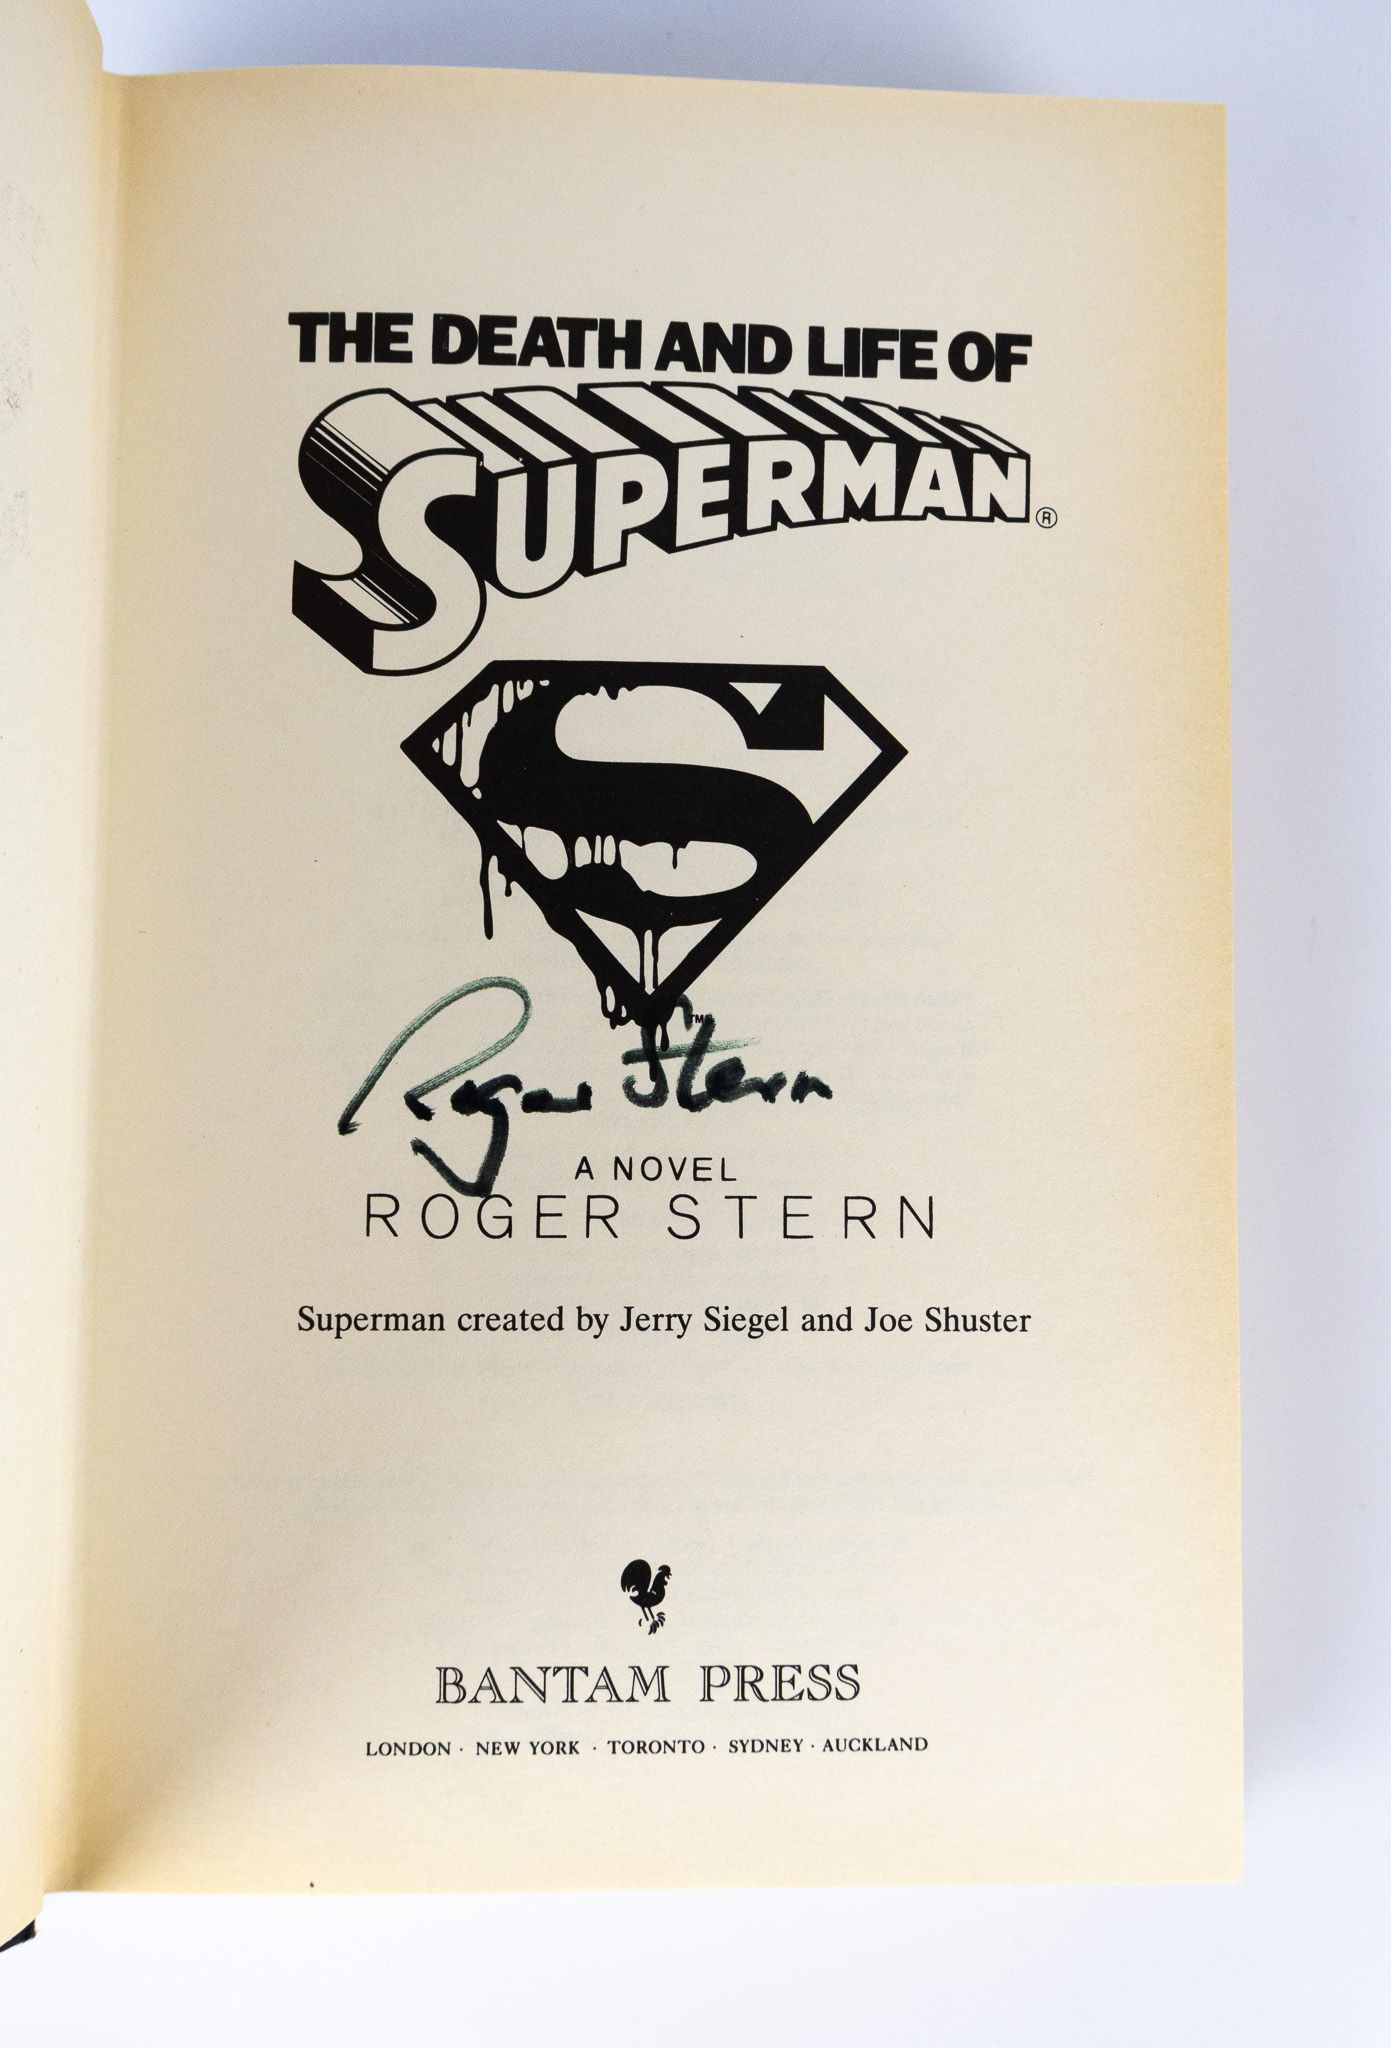 THE DEATH AND LIFE OF
SUPERMAN®
S
TM
Roger Stern
A NOVEL
ROGER STERN
Superman created by Jerry Siegel and Joe Shuster
BANTAM PRESS
LONDON · NEW YORK · TORONTO · SYDNEY · AUCKLAND